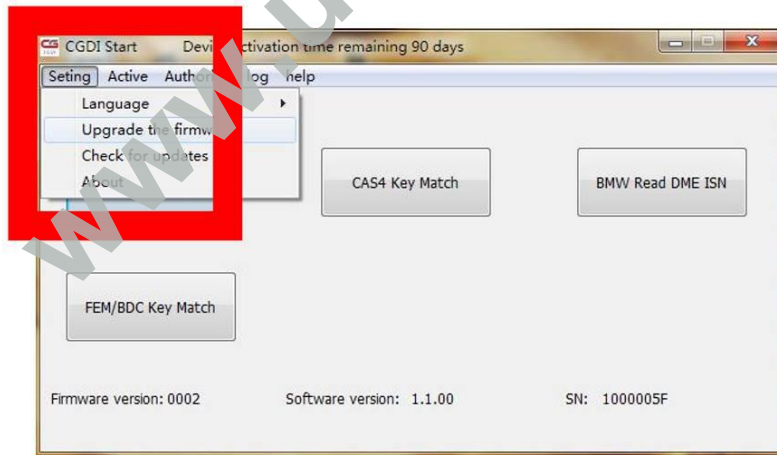 CG CGDI Start Devi ctivation time remaining 90 days
Seting Active Author log help
Language
Upgrade the firmw
Check for updates
About
CAS4 Key Match
BMW Read DME ISN
FEM/BDC Key Match
Firmware version: 0002 Software version: 1.1.00 SN: 1000005F
www.u